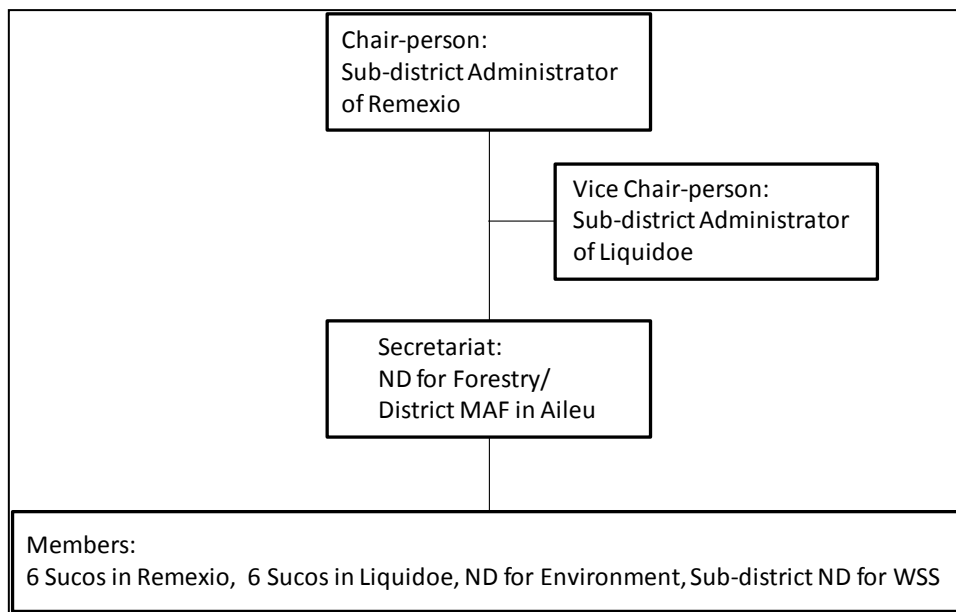 Chair-person:
Sub-district Administrator
of Remexio
Vice Chair-person:
Sub-district Administrator
of Liquidoe
Secretariat:
ND for Forestry/
District MAF in Aileu
Members:
6 Sucos in Remexio, 6 Sucos in Liquidoe, ND for Environment, Sub-district ND for WSS